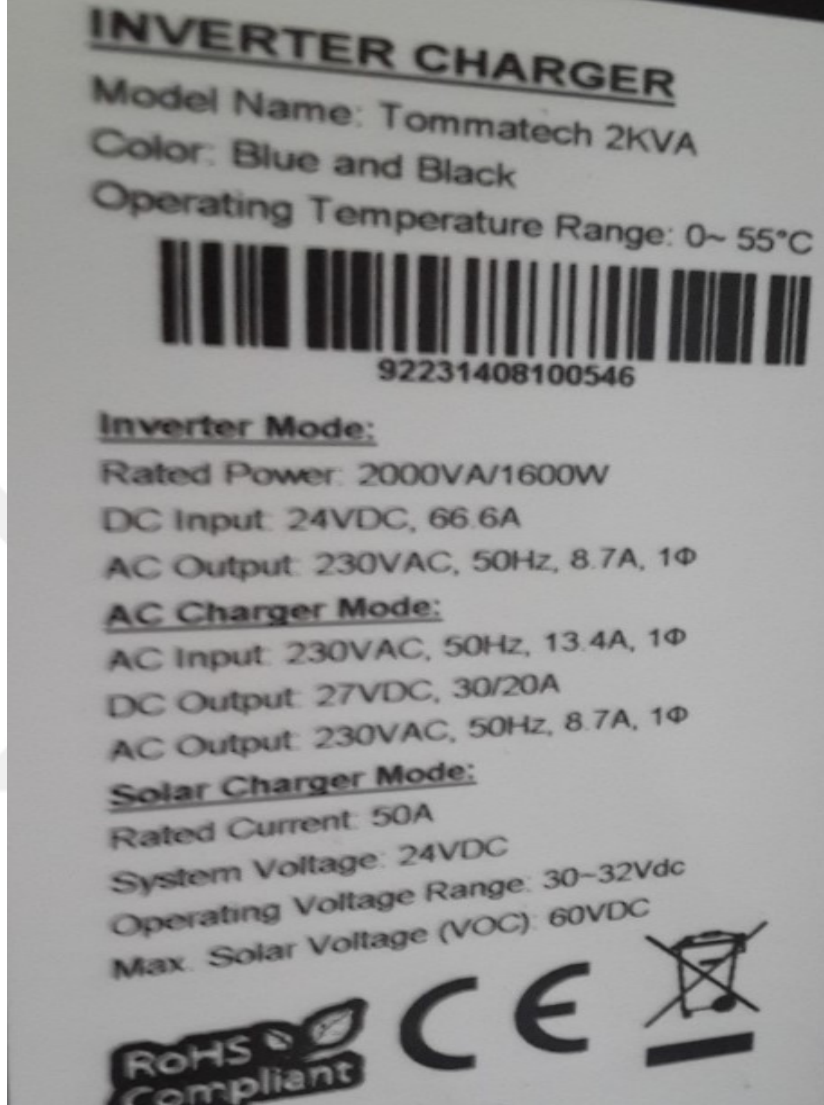 INVERTER CHARGER
Model Name: Tommatech 2KVA
Color: Blue and Black
Operating Temperature Range: 0~ 55°C
92231408100546
Inverter Mode:
Rated Power: 2000VA/1600W
DC Input: 24VDC, 66.6A
AC Output: 230VAC, 50Hz, 8.7A, 1Φ
AC Charger Mode:
AC Input: 230VAC, 50Hz, 13.4A, 1Φ
DC Output: 27VDC, 30/20A
AC Output: 230VAC, 50Hz, 8.7A, 1Φ
Solar Charger Mode:
Rated Current: 50A
System Voltage: 24VDC
Operating Voltage Range: 30~32Vdc
Max. Solar Voltage (VOC): 60VDC
RoHS
Compliant
CE